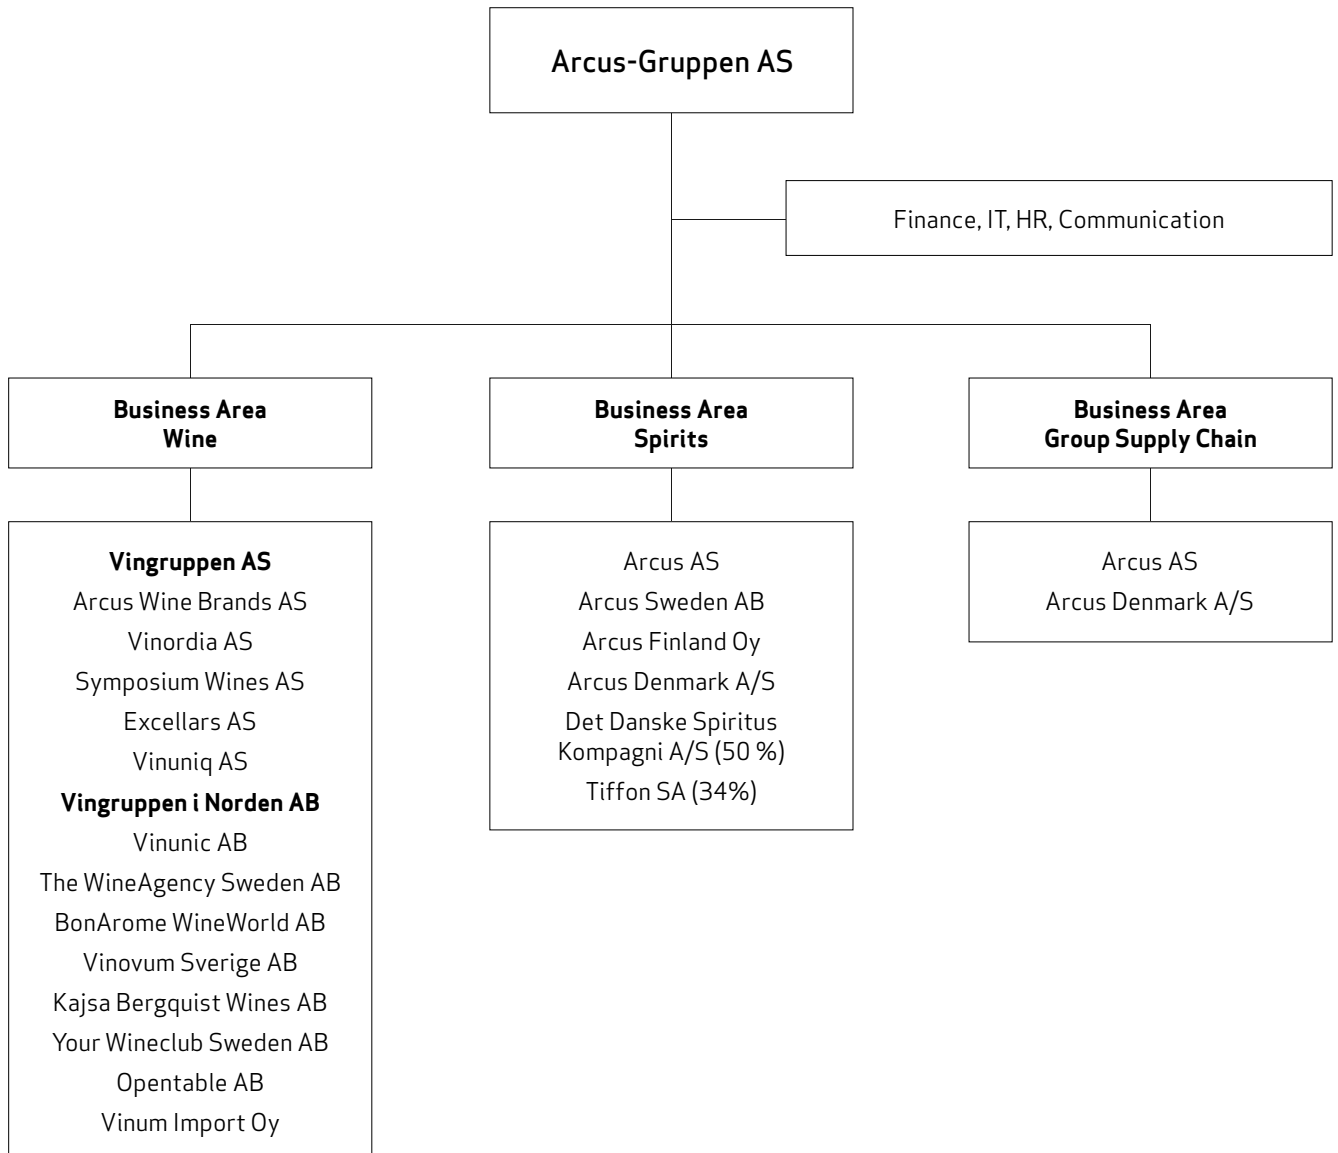 Arcus-Gruppen AS
Finance, IT, HR, Communication
Business Area
Wine
Business Area
Spirits
Business Area
Group Supply Chain
Vingruppen AS
Arcus Wine Brands AS
Vinordia AS
Symposium Wines AS
Excellars AS
Vinuniq AS
Vingruppen i Norden AB
Vinunic AB
The WineAgency Sweden AB
BonArome WineWorld AB
Vinovum Sverige AB
Kajsa Bergquist Wines AB
Your Wineclub Sweden AB
Opentable AB
Vinum Import Oy
Arcus AS
Arcus Sweden AB
Arcus Finland Oy
Arcus Denmark A/S
Det Danske Spiritus
Kompagni A/S (50 %)
Tiffon SA (34%)
Arcus AS
Arcus Denmark A/S